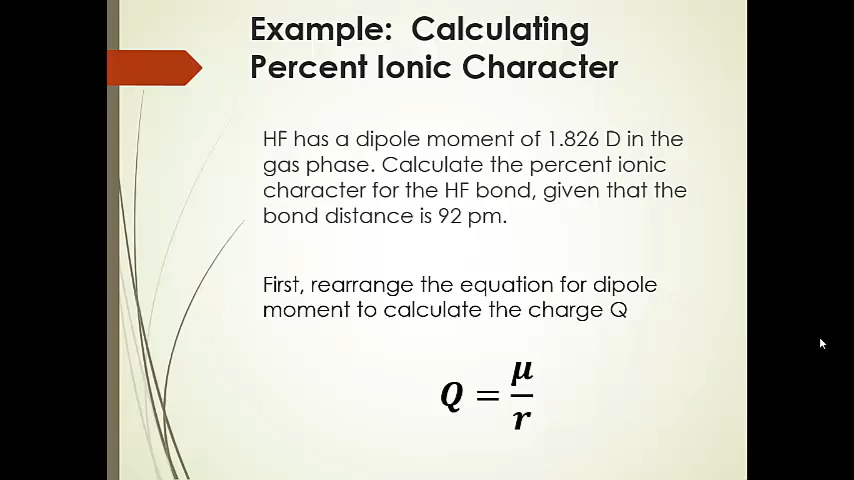 Example: Calculating
Percent Ionic Character
HF has a dipole moment of 1.826 D in the
gas phase. Calculate the percent ionic
character for the HF bond, given that the
bond distance is 92 pm.
First, rearrange the equation for dipole
moment to calculate the charge Q
Q = μ/r